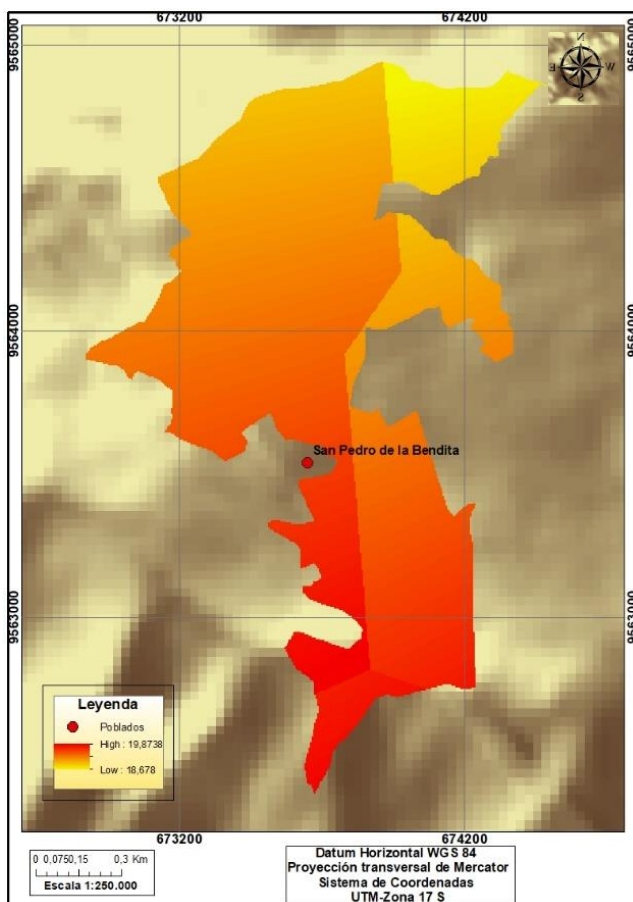 673200
674200
9565000
9565000
N
W
E
S
9564000
9564000
San Pedro de la Bendita
9563000
9563000
Leyenda
Poblados
High : 19,8738
Low : 18,678
673200
674200
0 0,0750,15 0,3 Km
Escala 1:250.000
Datum Horizontal WGS 84
Proyección transversal de Mercator
Sistema de Coordenadas
UTM-Zona 17 S